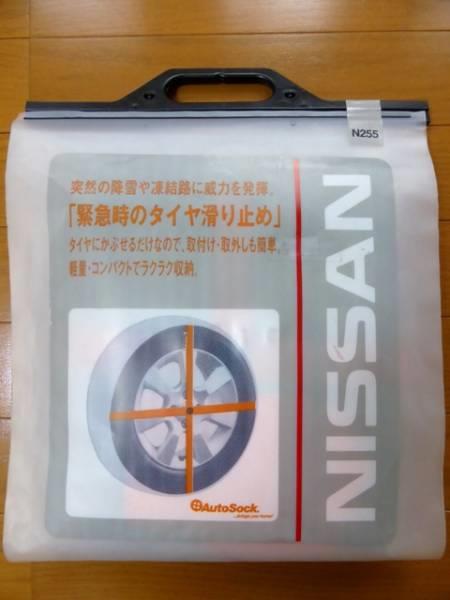 N255
突然の降雪や凍結路に威力を発揮。
「緊急時のタイヤ滑り止め」
タイヤにかぶせるだけなので、取付け・取外しも簡単。
軽量・コンパクトでラクラク収納。
NISSAN
AutoSock.